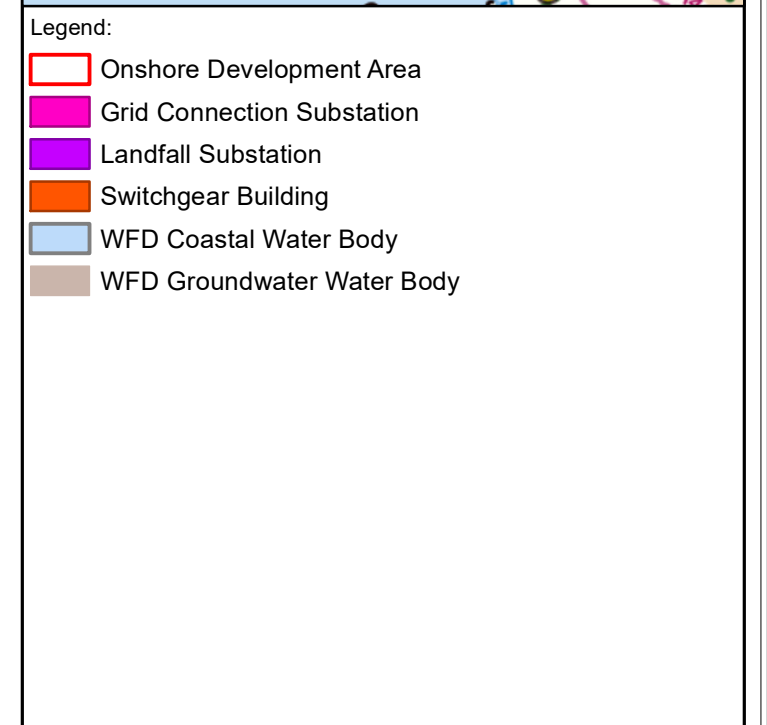 Legend:
Onshore Development Area
Grid Connection Substation
Landfall Substation
Switchgear Building
WFD Coastal Water Body
WFD Groundwater Water Body